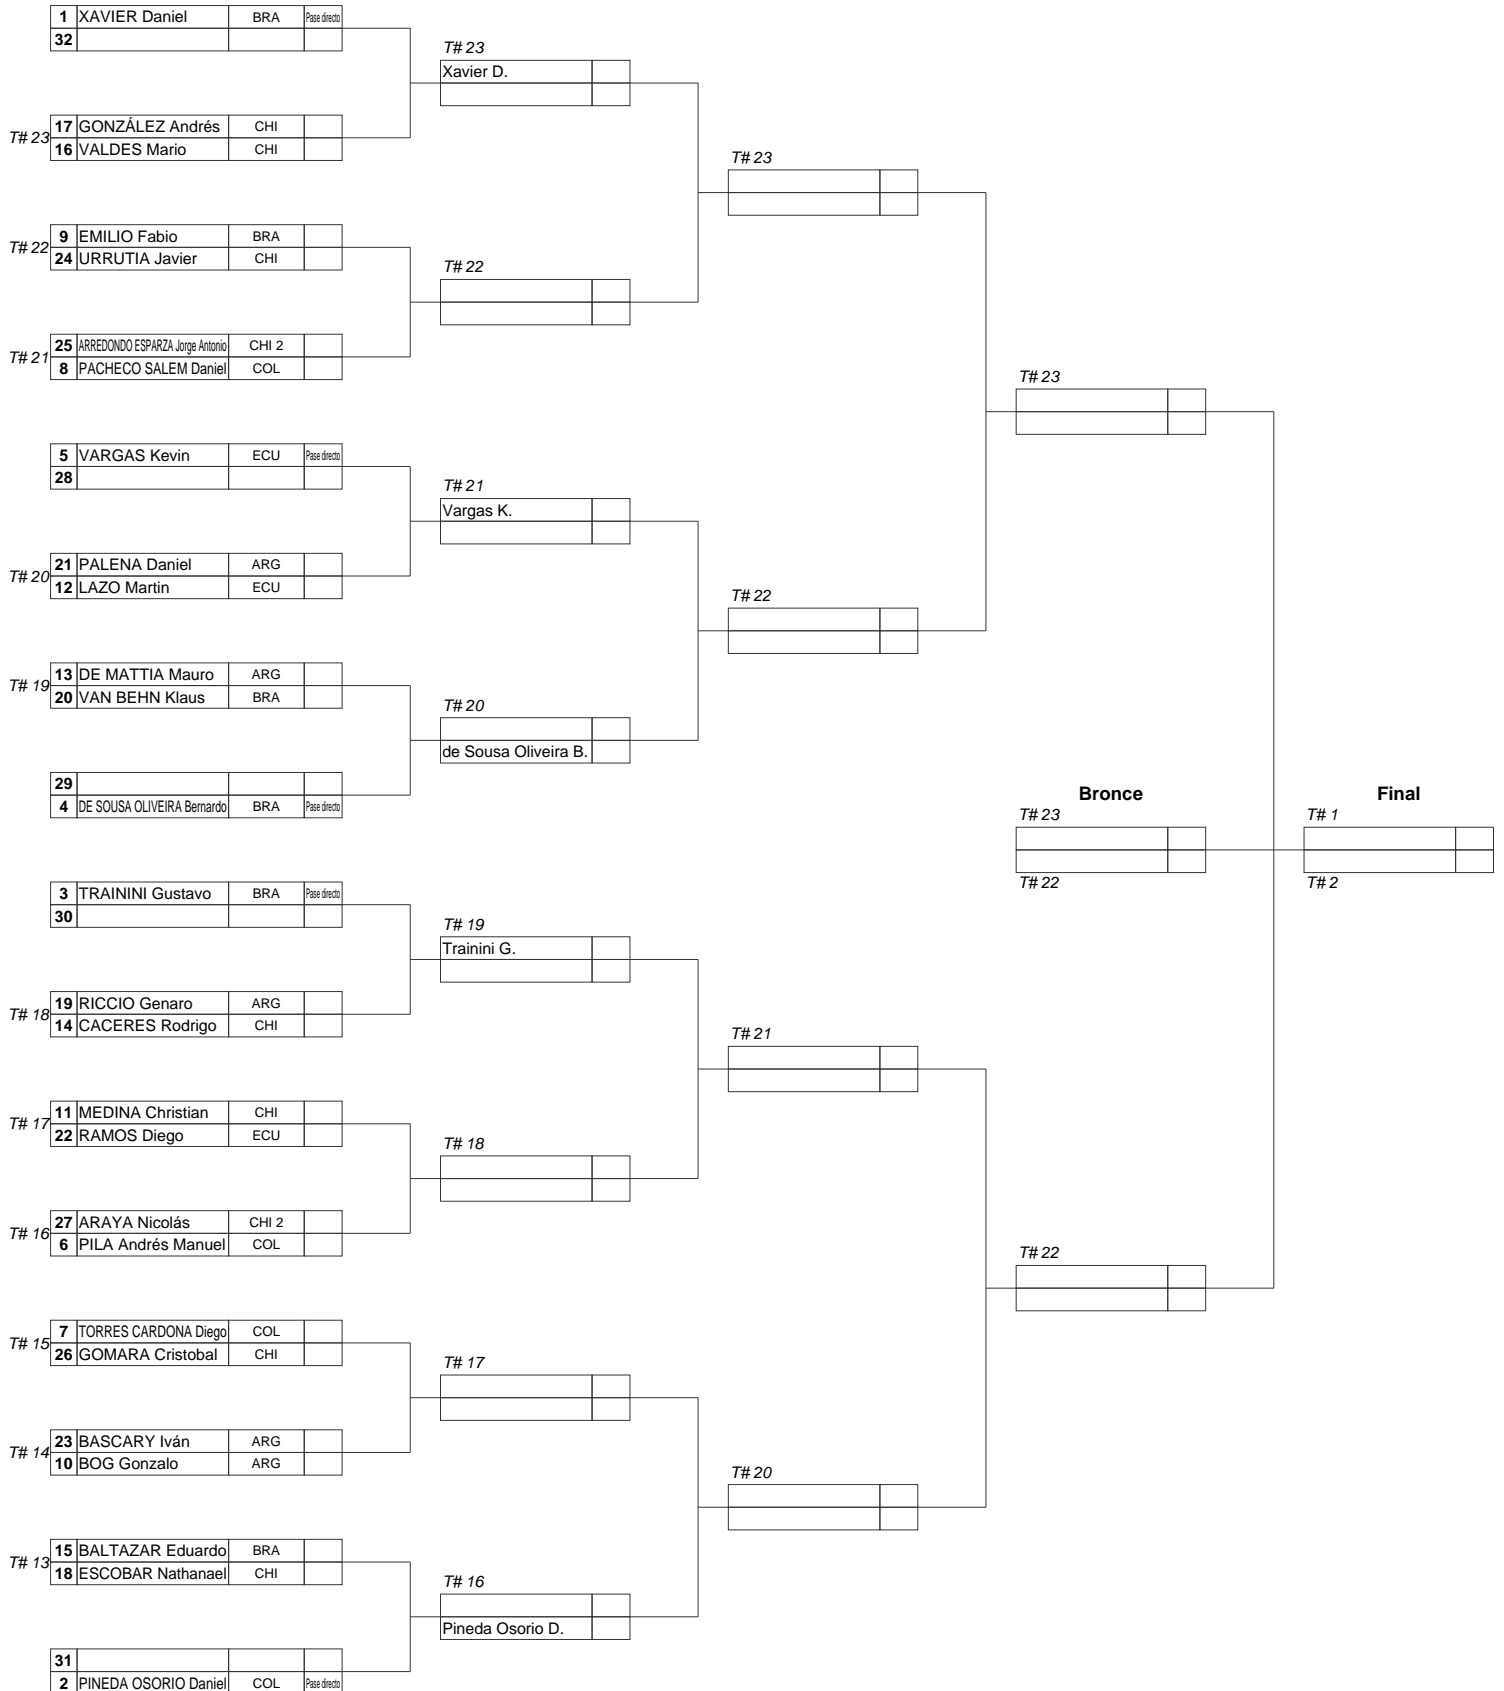 1 XAVIER Daniel BRA Pase directo
32
T# 23
Xavier D.
T# 23
17 GONZÁLEZ Andrés CHI
16 VALDES Mario CHI
T# 23
T# 22
9 EMILIO Fabio BRA
24 URRUTIA Javier CHI
T# 22
T# 21
25 ARREDONDO ESPARZA Jorge Antonio CHI 2
8 PACHECO SALEM Daniel COL
T# 23
5 VARGAS Kevin ECU Pase directo
28
T# 21
Vargas K.
T# 20
21 PALENA Daniel ARG
12 LAZO Martin ECU
T# 22
T# 19
13 DE MATTIA Mauro ARG
20 VAN BEHN Klaus BRA
T# 20
de Sousa Oliveira B.
29
4 DE SOUSA OLIVEIRA Bernardo BRA Pase directo
Bronce Final
T# 23 T# 1
T# 22 T# 2
3 TRAININI Gustavo BRA Pase directo
30
T# 19
Trainini G.
T# 18
19 RICCIO Genaro ARG
14 CACERES Rodrigo CHI
T# 21
T# 17
11 MEDINA Christian CHI
22 RAMOS Diego ECU
T# 18
T# 16
27 ARAYA Nicolás CHI 2
6 PILA Andrés Manuel COL
T# 22
T# 15
7 TORRES CARDONA Diego COL
26 GOMARA Cristobal CHI
T# 17
T# 14
23 BASCARY Iván ARG
10 BOG Gonzalo ARG
T# 20
T# 13
15 BALTAZAR Eduardo BRA
18 ESCOBAR Nathanael CHI
T# 16
Pineda Osorio D.
31
2 PINEDA OSORIO Daniel COL Pase directo